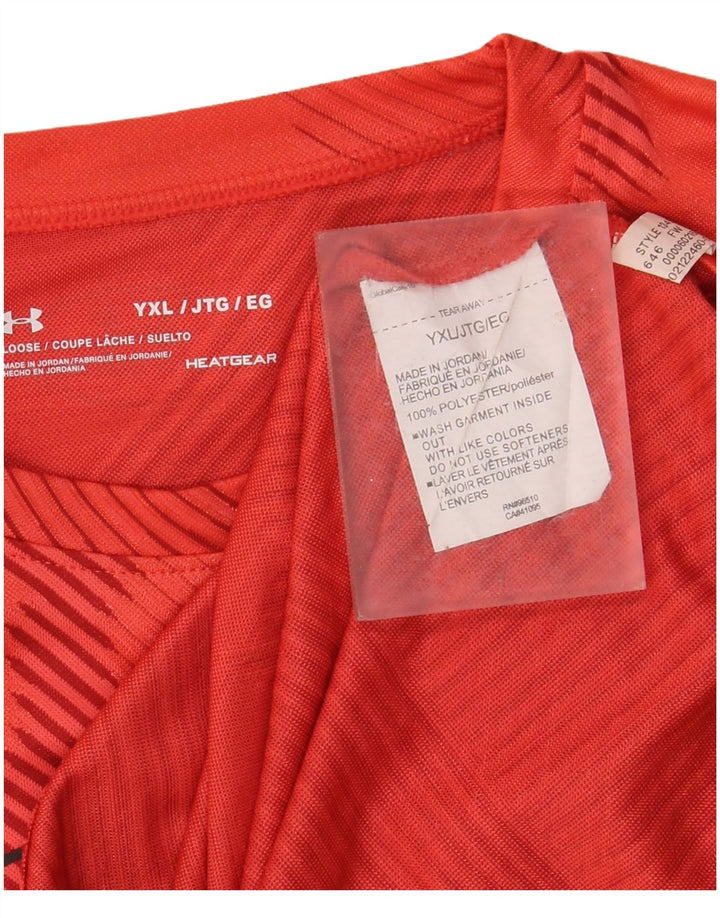 YXL / JTG / EG
LOOSE / COUPE LÂCHE / SUELTO
MADE IN JORDAN/FABRIQUÉ EN JORDANIE/
HECHO EN JORDANIA
HEATGEAR
TEAR AWAY
YXL/JTG/EG
MADE IN JORDAN/
FABRIQUÉ EN JORDANIE/
HECHO EN JORDANIA
100% POLYESTER/poliéster
▪WASH GARMENT INSIDE
OUT
WITH LIKE COLORS
DO NOT USE SOFTENERS
▪LAVER LE VÊTEMENT APRÈS
L'AVOIR RETOURNÉ SUR
L'ENVERS
RN#96510
CA#41095
STYLE
646 FW